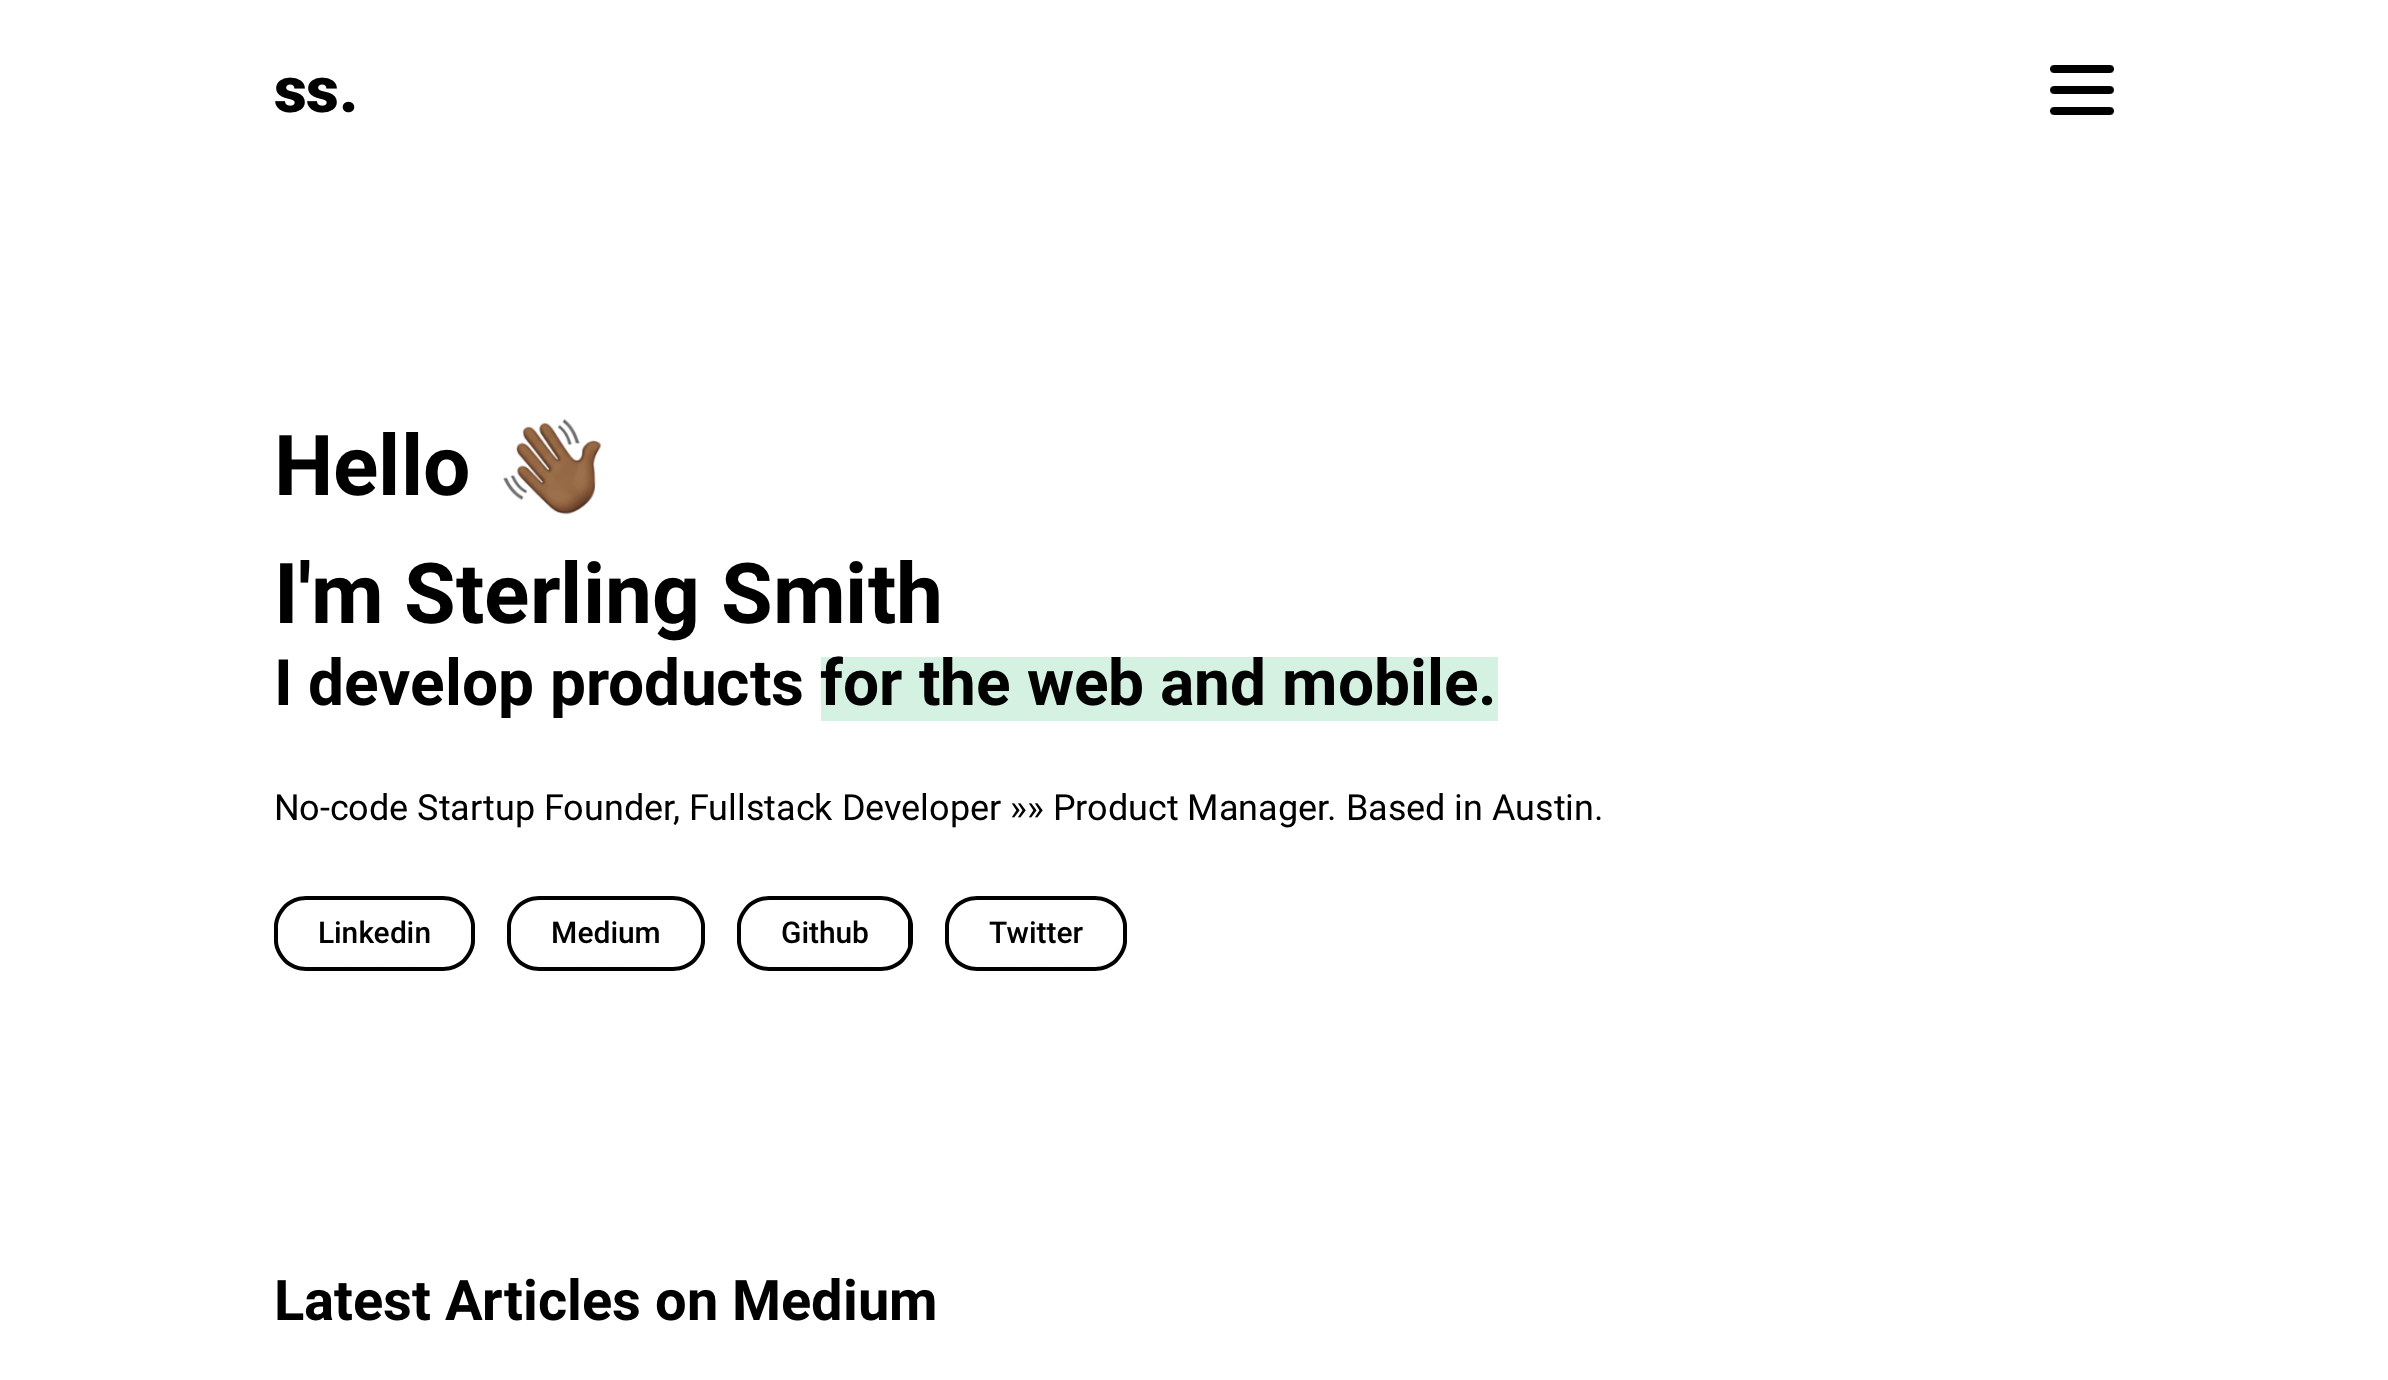 ss.
Hello 👋🏾
I'm Sterling Smith
I develop products for the web and mobile.
No-code Startup Founder, Fullstack Developer »» Product Manager. Based in Austin.
Linkedin Medium Github Twitter
Latest Articles on Medium